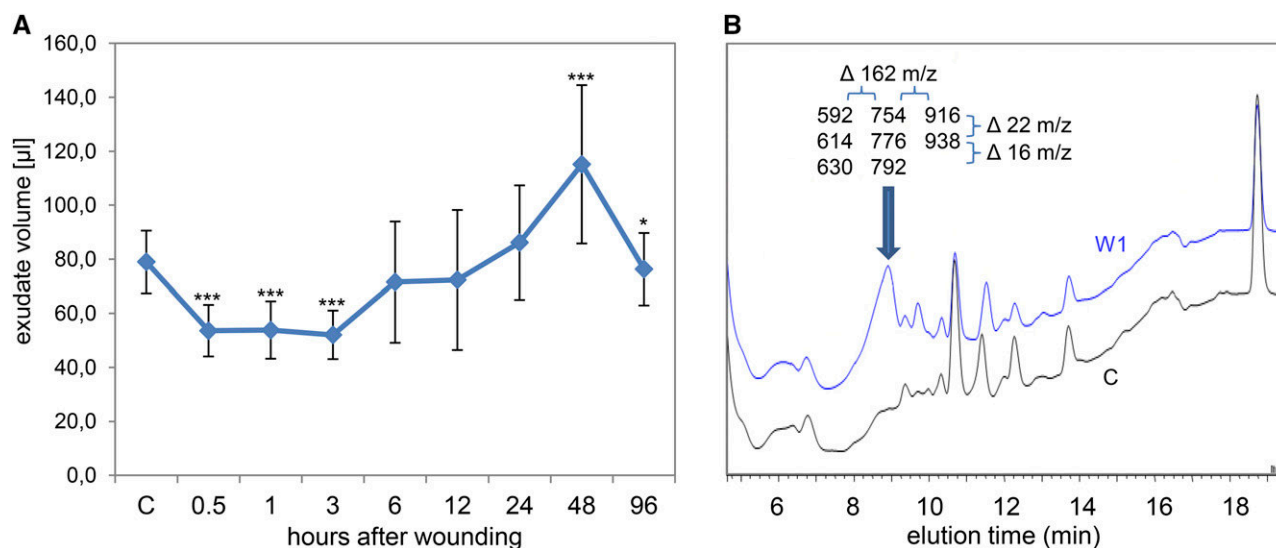 A
160,0
140,0
120,0
100,0
80,0
60,0
40,0
20,0
0,0
exudate volume [µl]
*** *** *** *** *
C 0.5 1 3 6 12 24 48 96
hours after wounding
B
Δ 162 m/z
592 754 916
Δ 22 m/z
614 776 938
Δ 16 m/z
630 792
W1
C
6 8 10 12 14 16 18
elution time (min)